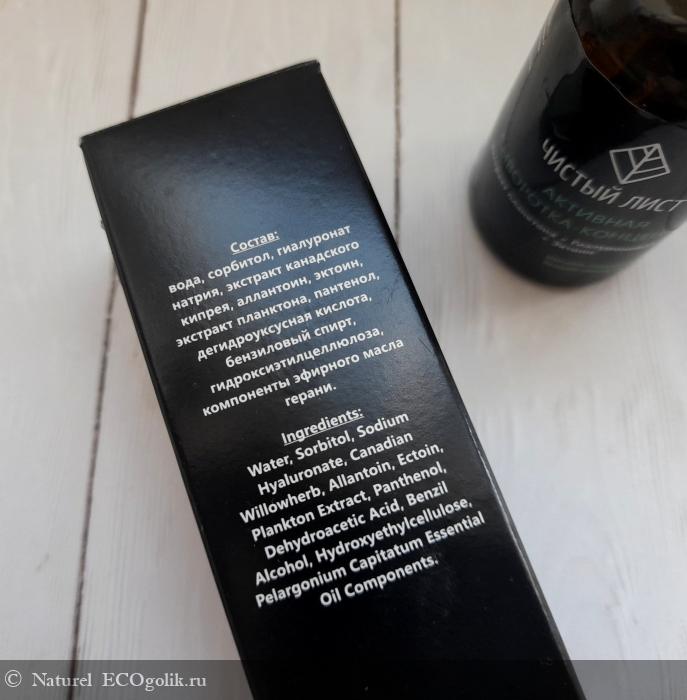 Состав:
вода, сорбитол, гиалуронат
натрия, экстракт канадского
кипрея, аллантоин, эктоин,
экстракт планктона, пантенол,
дегидроуксусная кислота,
бензиловый спирт,
гидроксиэтилцеллюлоза,
компоненты эфирного масла
герани.
Ingredients:
Water, Sorbitol, Sodium
Hyaluronate, Canadian
Willowherb, Allantoin, Ectoin,
Plankton Extract, Panthenol,
Dehydroacetic Acid, Benzil
Alcohol, Hydroxyethylcellulose,
Pelargonium Capitatum Essential
Oil Components.
ЧИСТЫЙ ЛИСТ
АКТИВНАЯ
© Naturel ECOgolik.ru